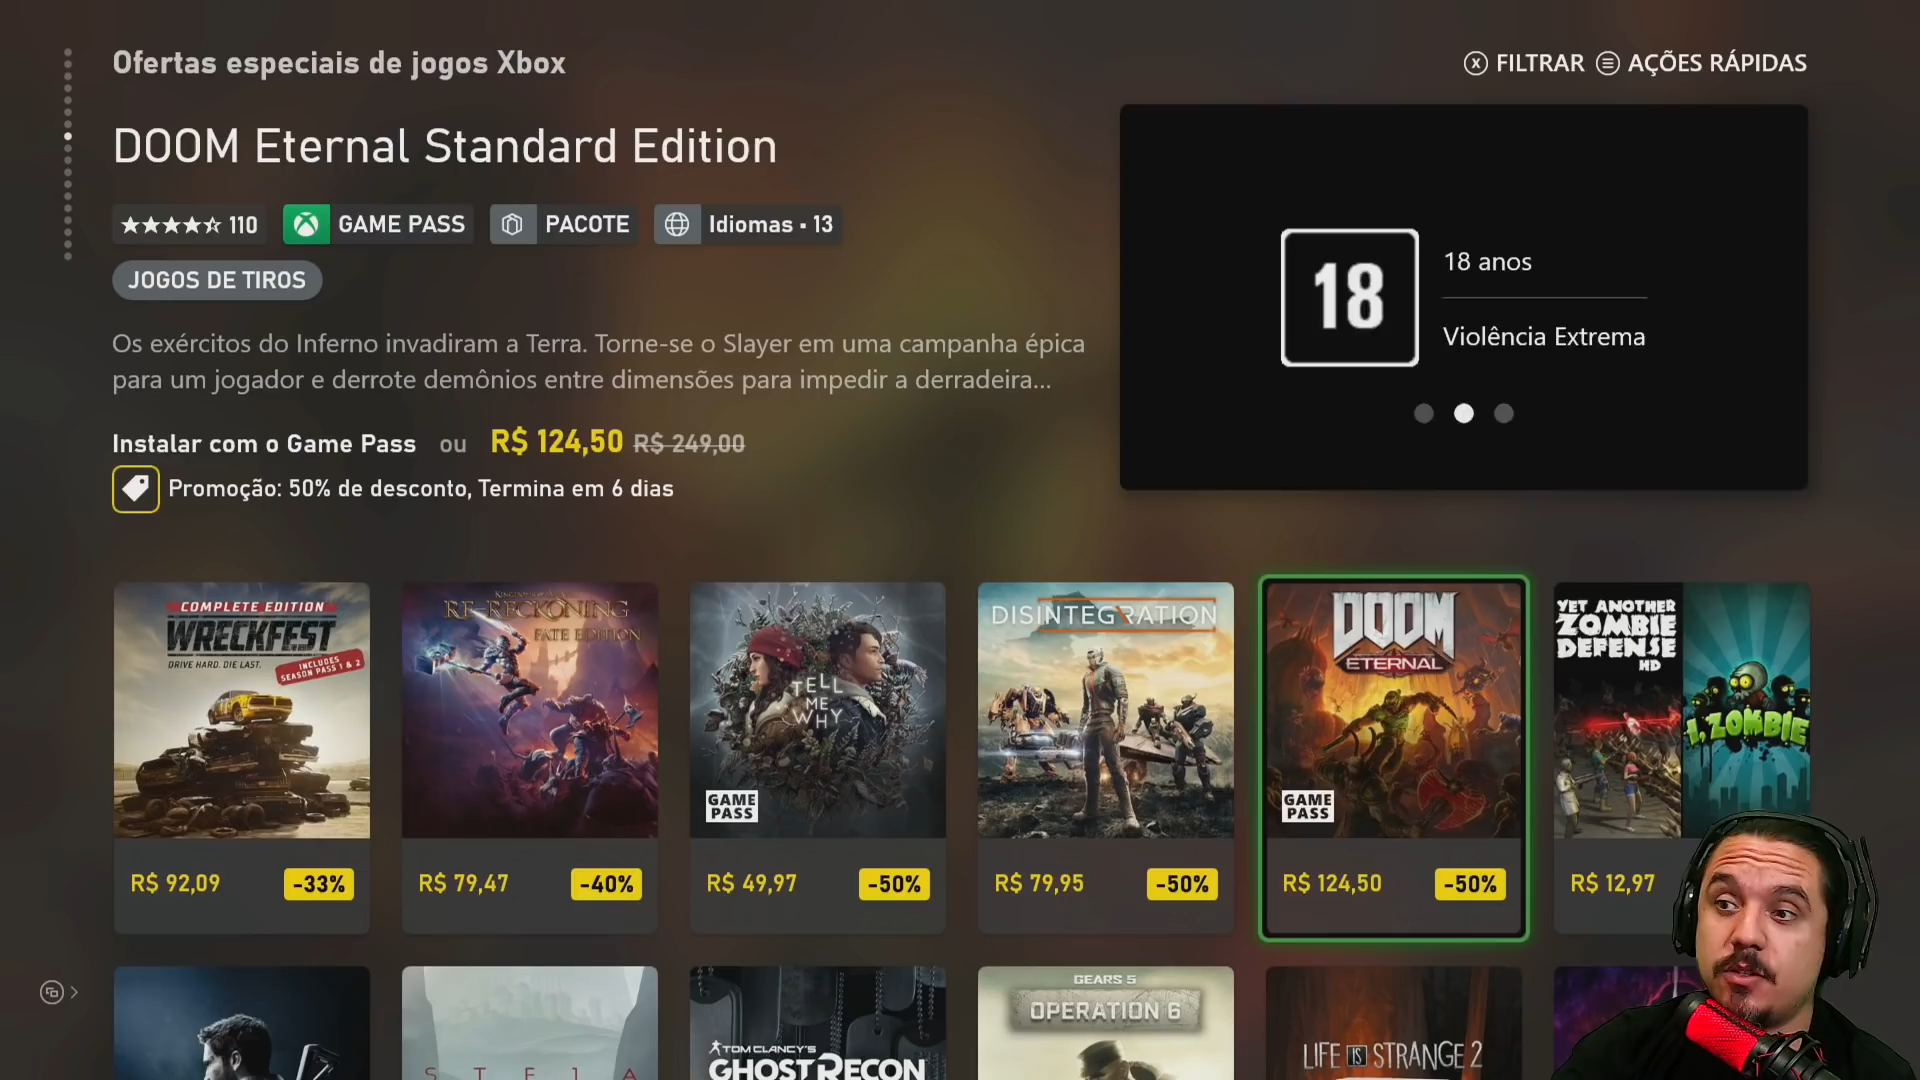 Ofertas especiais de jogos Xbox
FILTRAR
AÇÕES RÁPIDAS
DOOM Eternal Standard Edition
110
GAME PASS
PACOTE
Idiomas • 13
JOGOS DE TIROS
Os exércitos do Inferno invadiram a Terra. Torne-se o Slayer em uma campanha épica
para um jogador e derrote demônios entre dimensões para impedir a derradeira...
Instalar com o Game Pass ou R$ 124,50 R$ 249,00
Promoção: 50% de desconto, Termina em 6 dias
18
18 anos
Violência Extrema
COMPLETE EDITION
WRECKFEST
DRIVE HARD. DIE LAST.
INCLUDES
SEASON PASS 1 & 2
R$ 92,09 -33%
RE-RECKONING
FATE EDITION
R$ 79,47 -40%
TELL
ME
WHY
GAME
PASS
R$ 49,97 -50%
DISINTEGRATION
R$ 79,95 -50%
DOOM
ETERNAL
GAME
PASS
R$ 124,50 -50%
YET ANOTHER
ZOMBIE
DEFENSE
HD
I, ZOMBIE
R$ 12,97
STELA
TOM CLANCY'S
GHOST RECON
GEARS 5
OPERATION 6
LIFE IS STRANGE 2